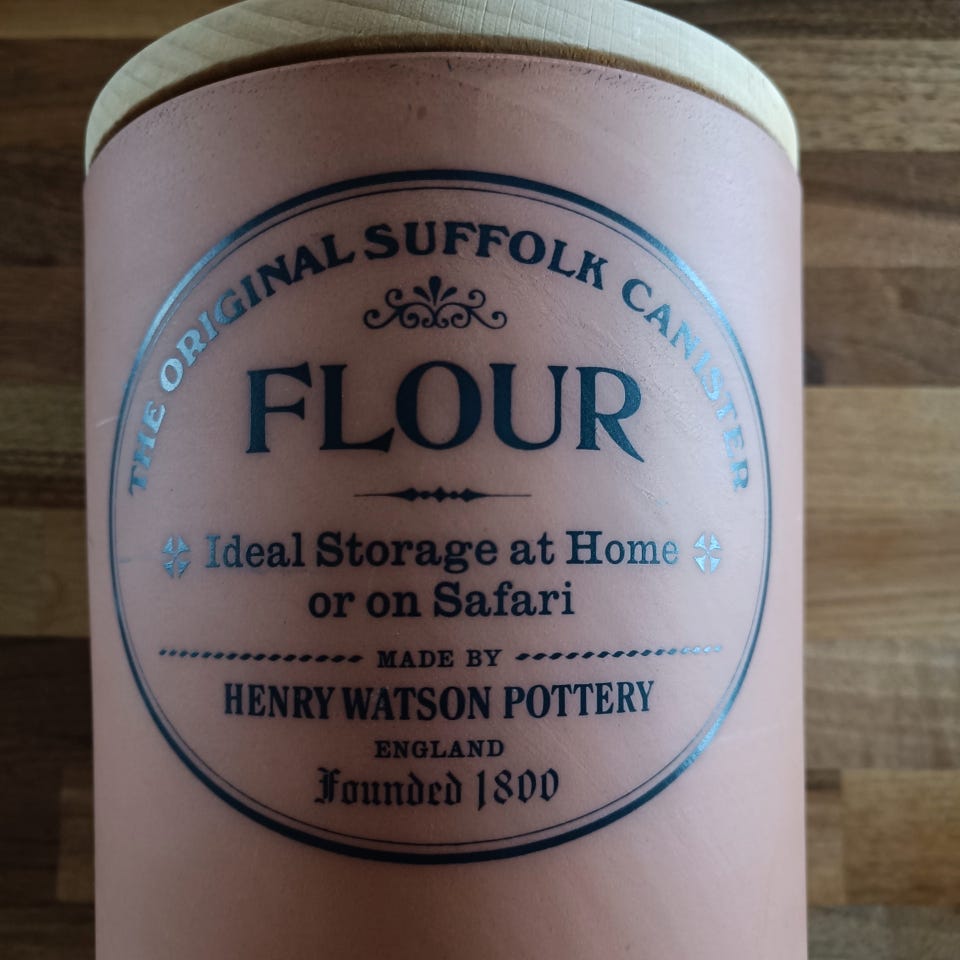 THE ORIGINAL SUFFOLK CANISTER
FLOUR
Ideal Storage at Home
or on Safari
MADE BY
HENRY WATSON POTTERY
ENGLAND
Founded 1800